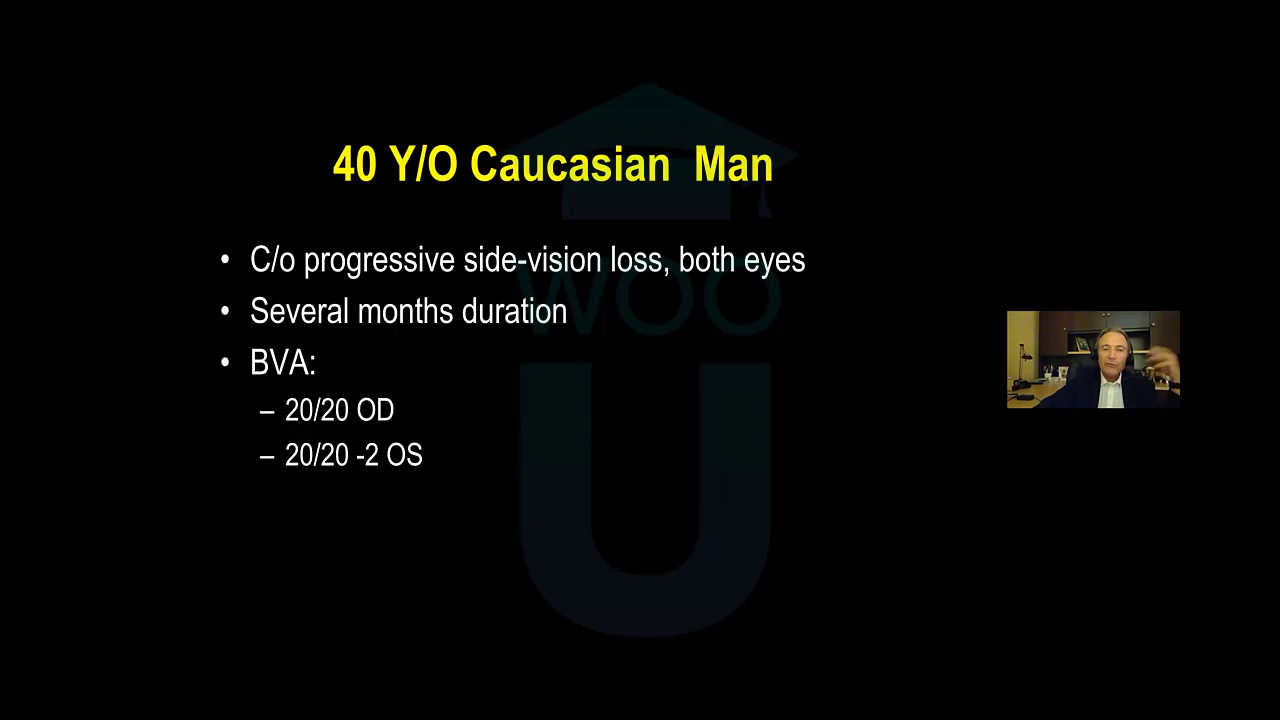 40 Y/O Caucasian Man
• C/o progressive side-vision loss, both eyes
• Several months duration
• BVA:
– 20/20 OD
– 20/20 -2 OS
WOO
U